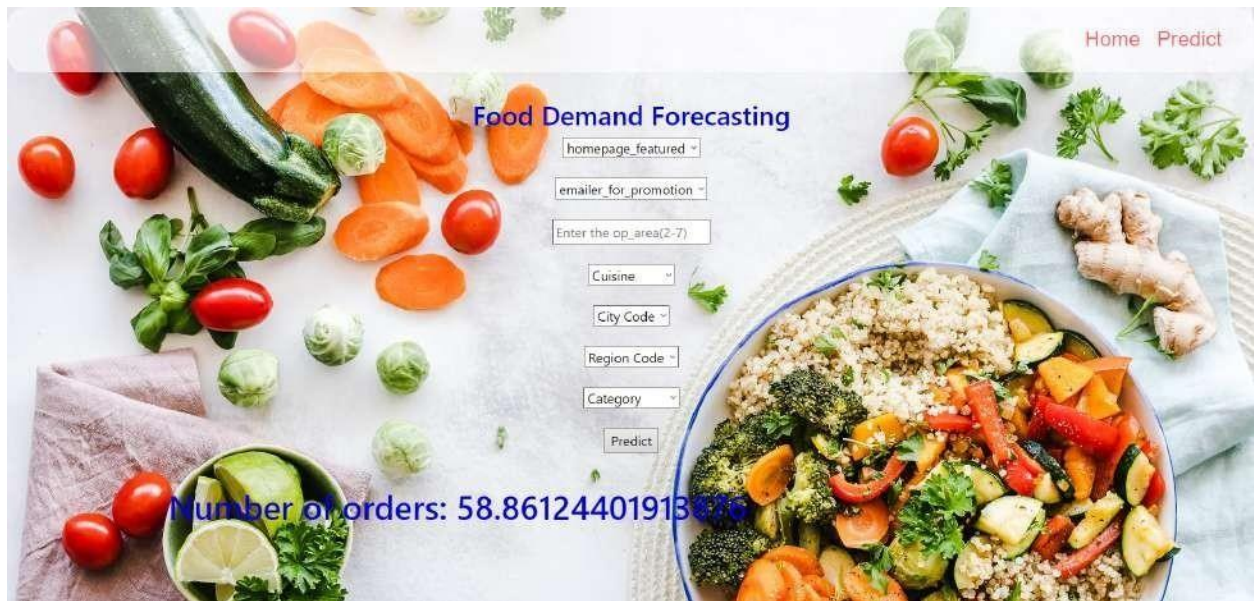 Home Predict
Food Demand Forecasting
homepage_featured
emailer_for_promotion
Enter the op_area(2-7)
Cuisine
City Code
Region Code
Category
Predict
Number of orders: 58.86124401913876